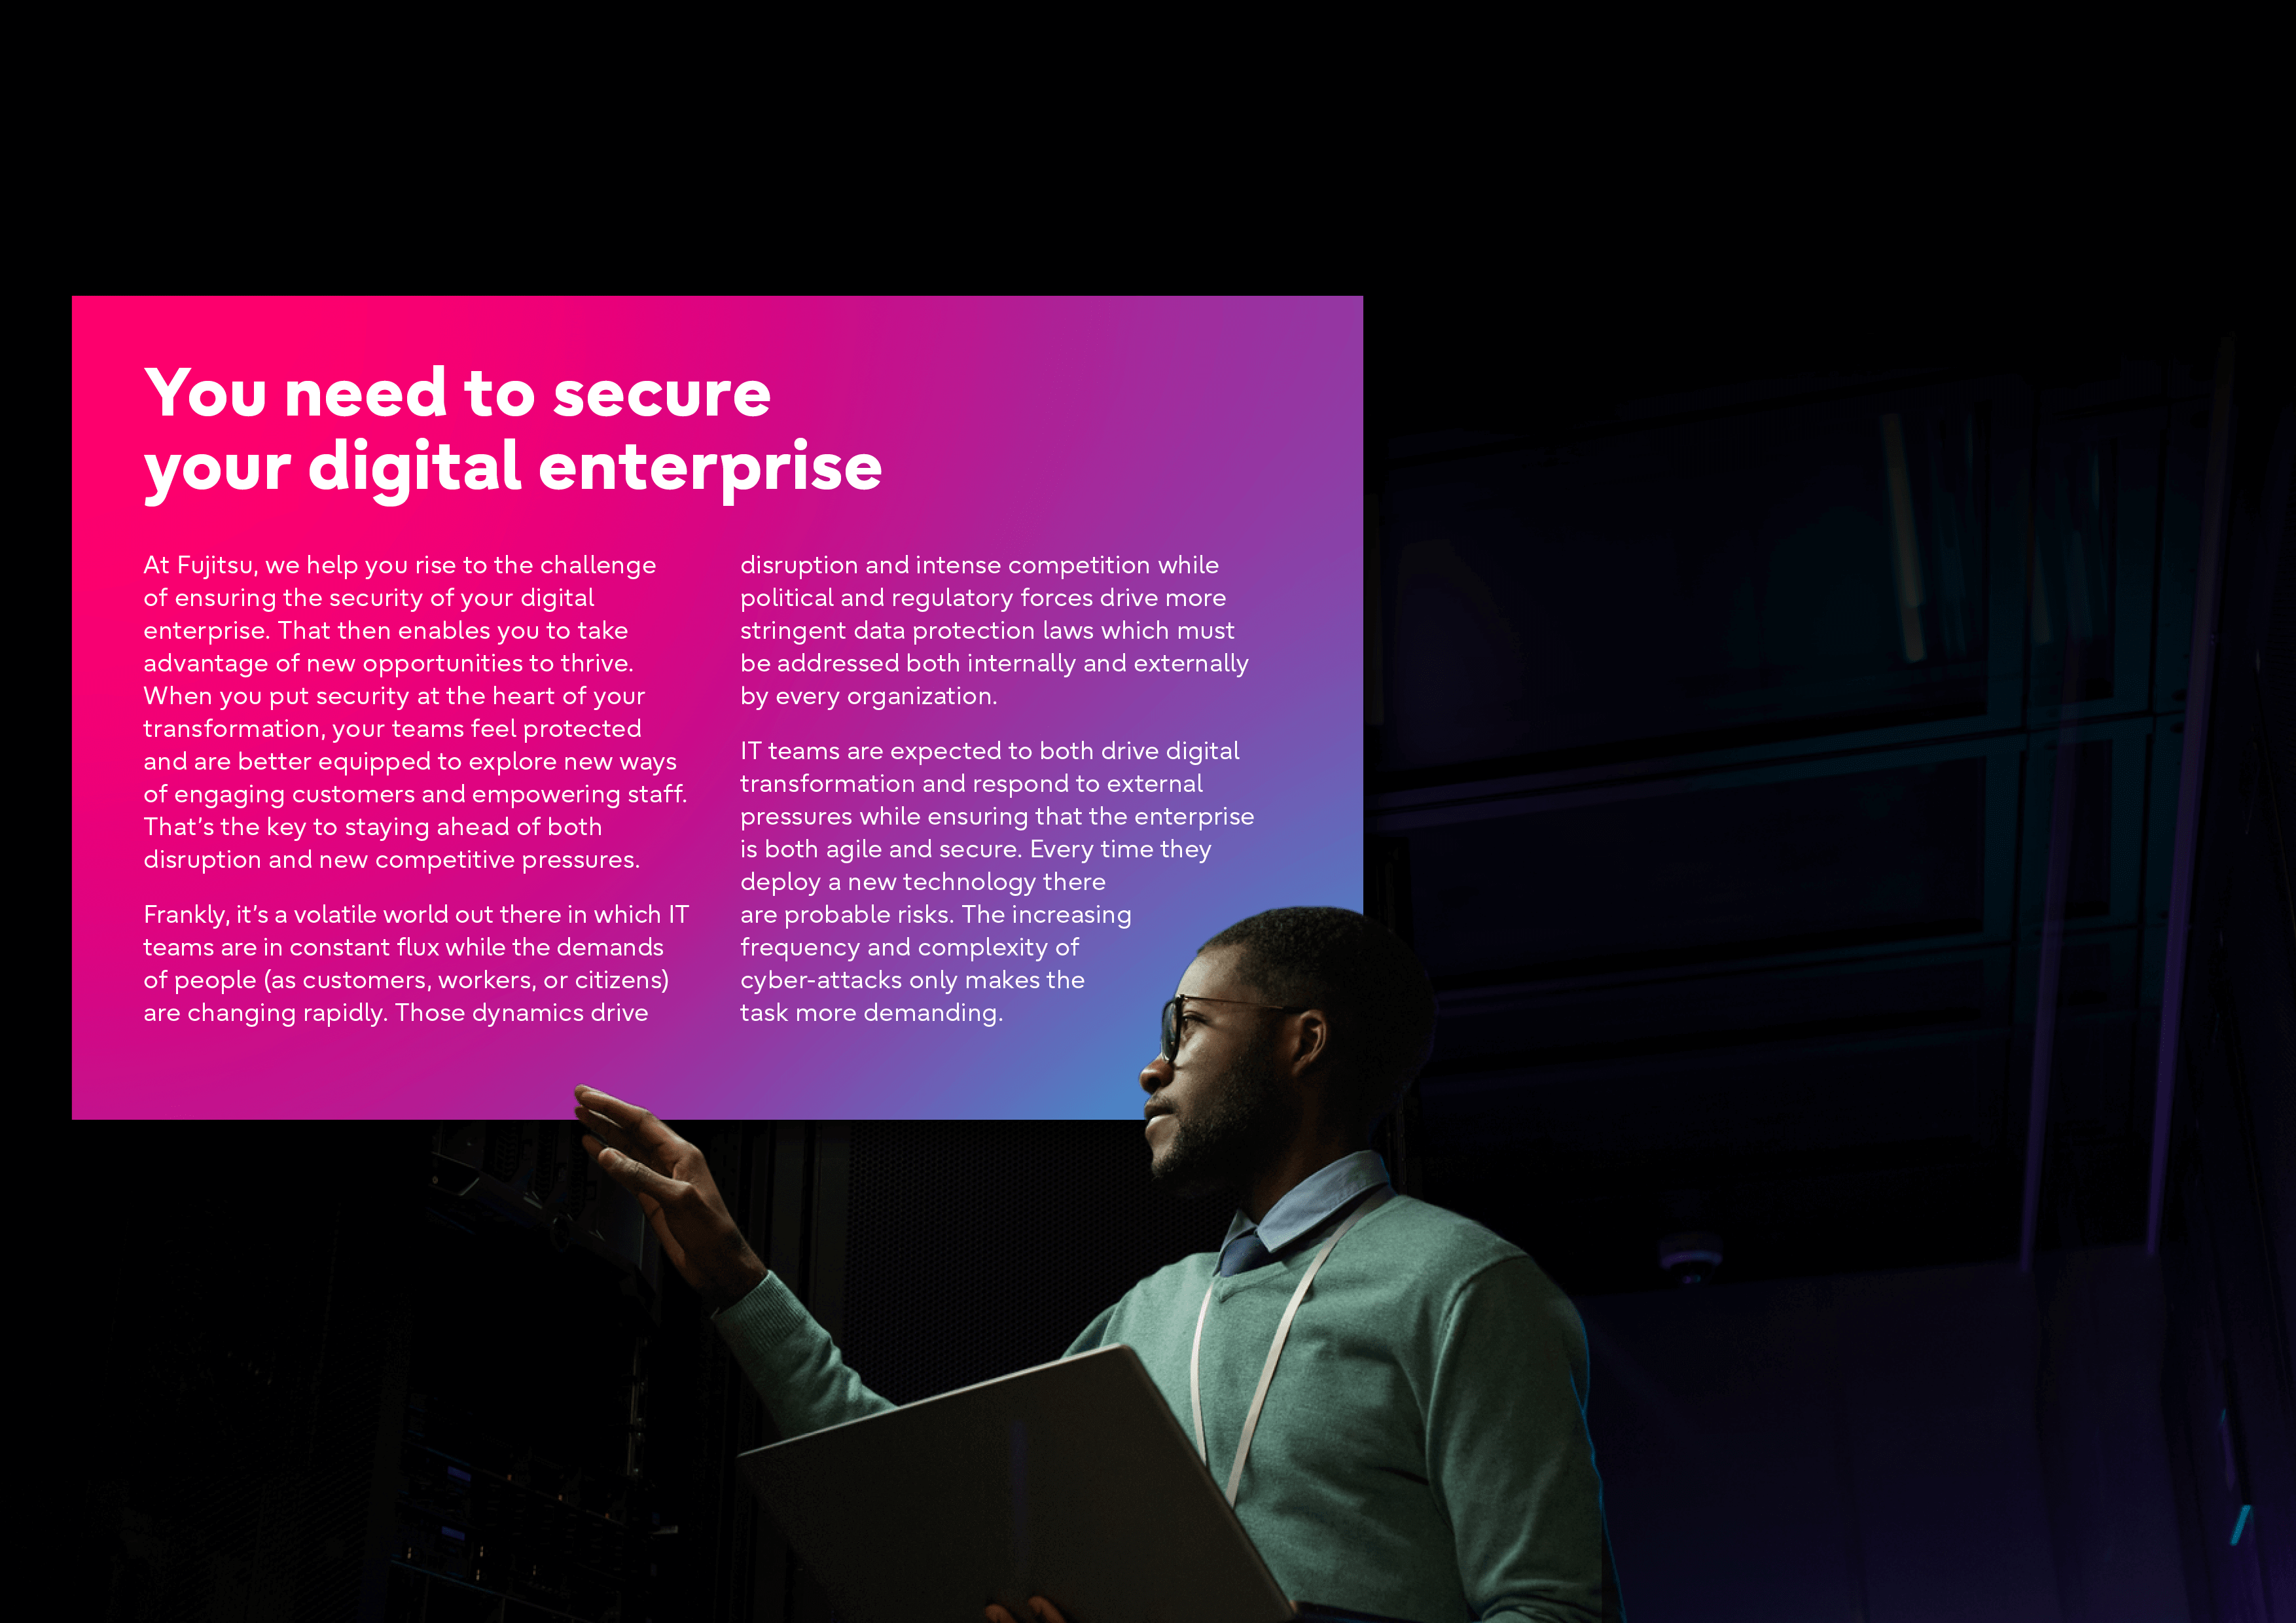 You need to secure
your digital enterprise
At Fujitsu, we help you rise to the challenge
of ensuring the security of your digital
enterprise. That then enables you to take
advantage of new opportunities to thrive.
When you put security at the heart of your
transformation, your teams feel protected
and are better equipped to explore new ways
of engaging customers and empowering staff.
That’s the key to staying ahead of both
disruption and new competitive pressures.
Frankly, it’s a volatile world out there in which IT
teams are in constant flux while the demands
of people (as customers, workers, or citizens)
are changing rapidly. Those dynamics drive
disruption and intense competition while
political and regulatory forces drive more
stringent data protection laws which must
be addressed both internally and externally
by every organization.
IT teams are expected to both drive digital
transformation and respond to external
pressures while ensuring that the enterprise
is both agile and secure. Every time they
deploy a new technology there
are probable risks. The increasing
frequency and complexity of
cyber-attacks only makes the
task more demanding.